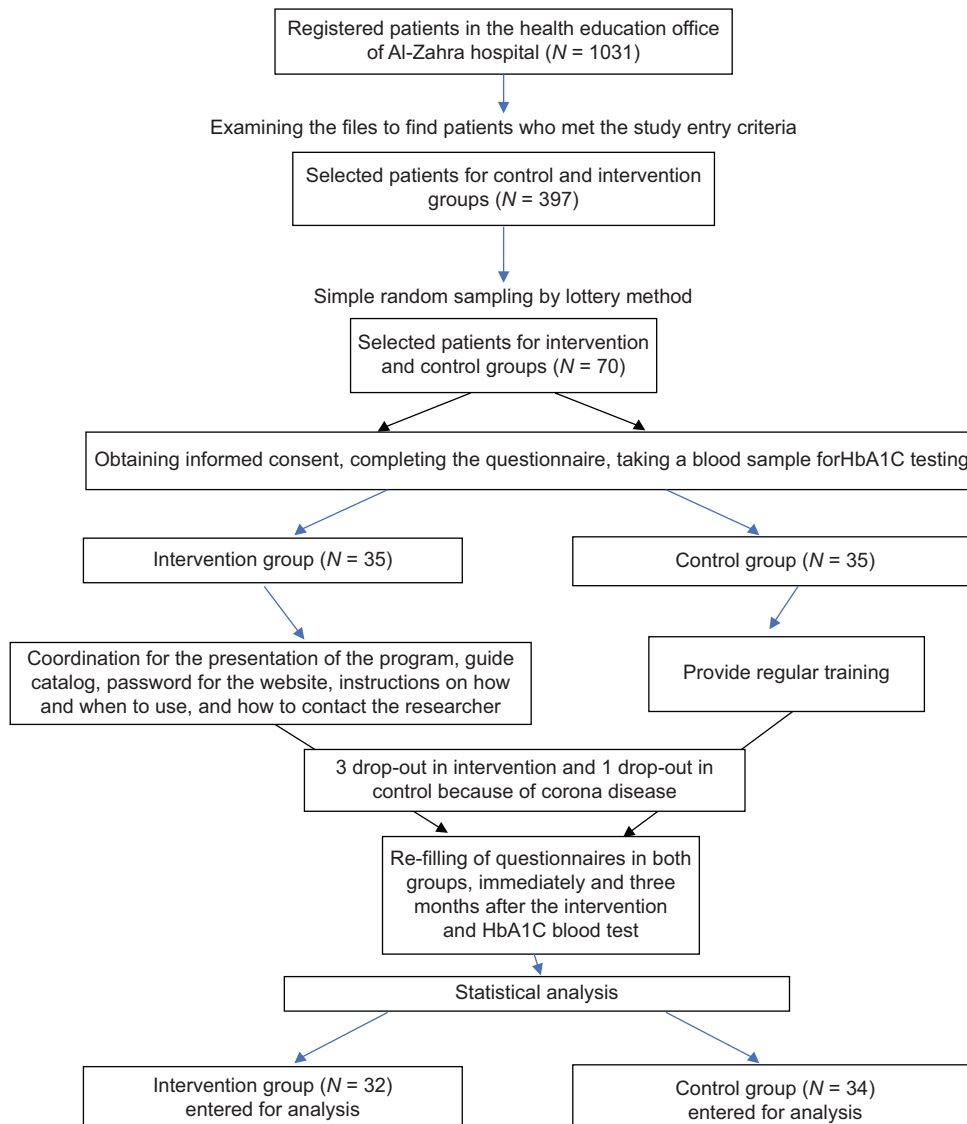 Registered patients in the health education office
of Al-Zahra hospital (N = 1031)
Examining the files to find patients who met the study entry criteria
Selected patients for control and intervention
groups (N = 397)
Simple random sampling by lottery method
Selected patients for intervention
and control groups (N = 70)
Obtaining informed consent, completing the questionnaire, taking a blood sample forHbA1C testing
Intervention group (N = 35)
Control group (N = 35)
Coordination for the presentation of the program, guide
catalog, password for the website, instructions on how
and when to use, and how to contact the researcher
Provide regular training
3 drop-out in intervention and 1 drop-out in
control because of corona disease
Re-filling of questionnaires in both
groups, immediately and three
months after the intervention
and HbA1C blood test
Statistical analysis
Intervention group (N = 32)
entered for analysis
Control group (N = 34)
entered for analysis